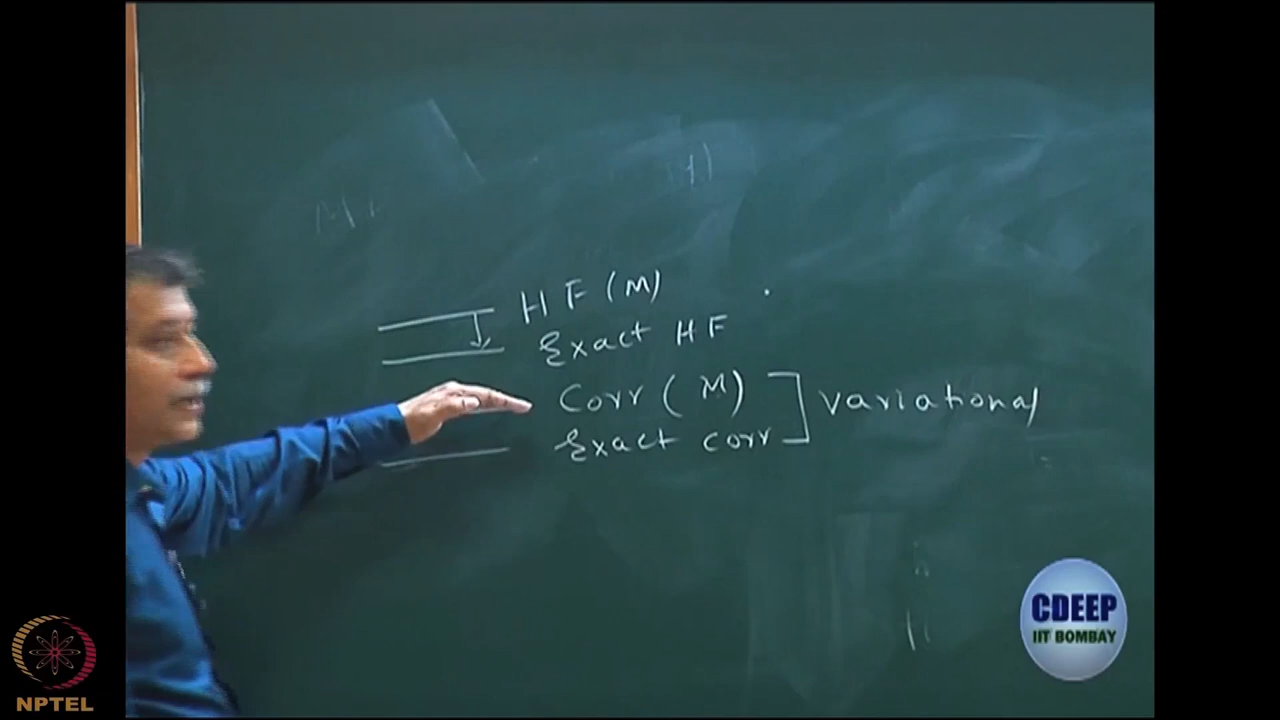 HF (M)
Exact HF
Corr (M)
Exact corr
variational
CDEEP
IIT BOMBAY
NPTEL